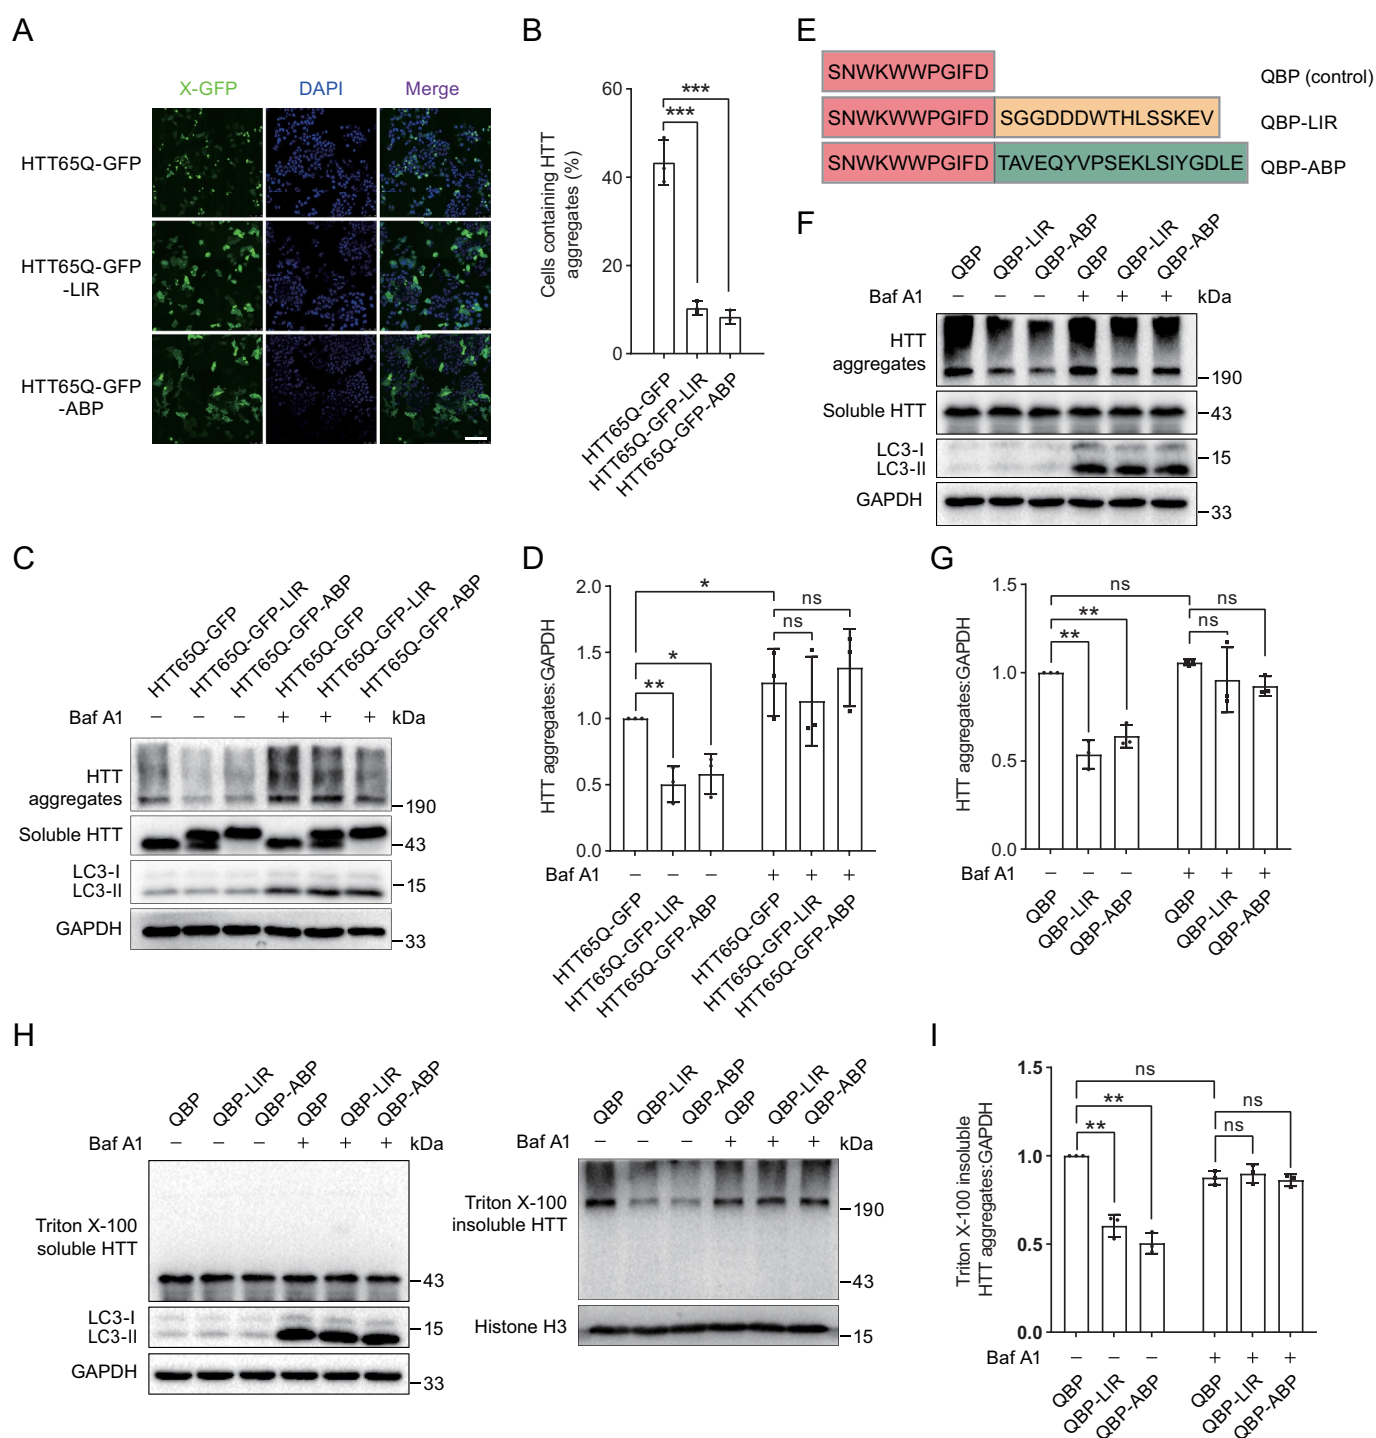 A
X-GFP DAPI Merge
HTT65Q-GFP
HTT65Q-GFP
-LIR
HTT65Q-GFP
-ABP
B
Cells containing HTT
aggregates (%)
60
40
20
0
***
***
HTT65Q-GFP
HTT65Q-GFP-LIR
HTT65Q-GFP-ABP
E
SNWKWWPGIFD QBP (control)
SNWKWWPGIFD SGGDDDWTHLSSKEV QBP-LIR
SNWKWWPGIFD TAVEQYVPSEKLSIYGDLE QBP-ABP
F
QBP QBP-LIR QBP-ABP QBP QBP-LIR QBP-ABP
Baf A1 − − − + + + kDa
HTT
aggregates
190
Soluble HTT 43
LC3-I
LC3-II
15
GAPDH
33
C
HTT65Q-GFP HTT65Q-GFP-LIR HTT65Q-GFP-ABP HTT65Q-GFP HTT65Q-GFP-LIR HTT65Q-GFP-ABP
Baf A1 − − − + + + kDa
HTT
aggregates
190
Soluble HTT
43
LC3-I
LC3-II
15
GAPDH
33
D
HTT aggregates:GAPDH
2.0
1.5
1.0
0.5
0.0
*
ns
ns
*
**
Baf A1 − − − + + +
HTT65Q-GFP HTT65Q-GFP-LIR HTT65Q-GFP-ABP HTT65Q-GFP HTT65Q-GFP-LIR HTT65Q-GFP-ABP
G
HTT aggregates:GAPDH
1.5
1.0
0.5
0.0
ns
ns
**
ns
**
Baf A1 − − − + + +
QBP QBP-LIR QBP-ABP QBP QBP-LIR QBP-ABP
H
QBP QBP-LIR QBP-ABP QBP QBP-LIR QBP-ABP
Baf A1 − − − + + + kDa
Triton X-100
soluble HTT
43
LC3-I
LC3-II
15
GAPDH
33
QBP QBP-LIR QBP-ABP QBP QBP-LIR QBP-ABP
Baf A1 − − − + + + kDa
Triton X-100
insoluble HTT
190
43
Histone H3
15
I
Triton X-100 insoluble
HTT aggregates:GAPDH
1.5
1.0
0.5
0.0
ns
**
ns
**
ns
Baf A1 − − − + + +
QBP QBP-LIR QBP-ABP QBP QBP-LIR QBP-ABP